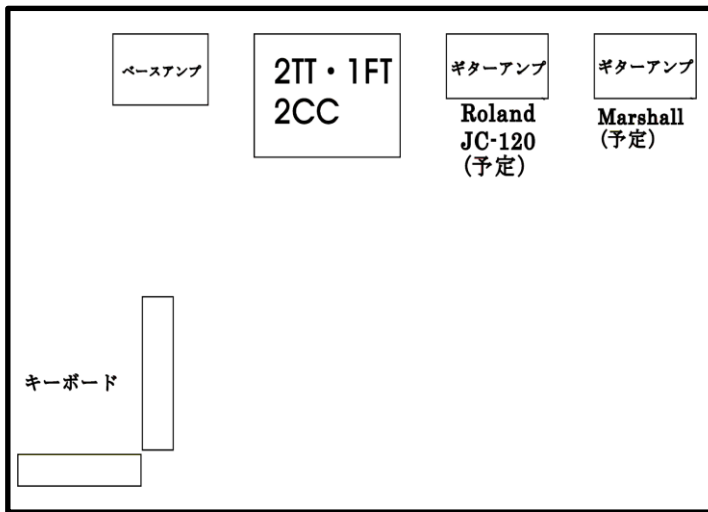 ベースアンプ
2TT・1FT
2CC
ギターアンプ
Roland
JC-120
(予定)
ギターアンプ
Marshall
(予定)
キーボード